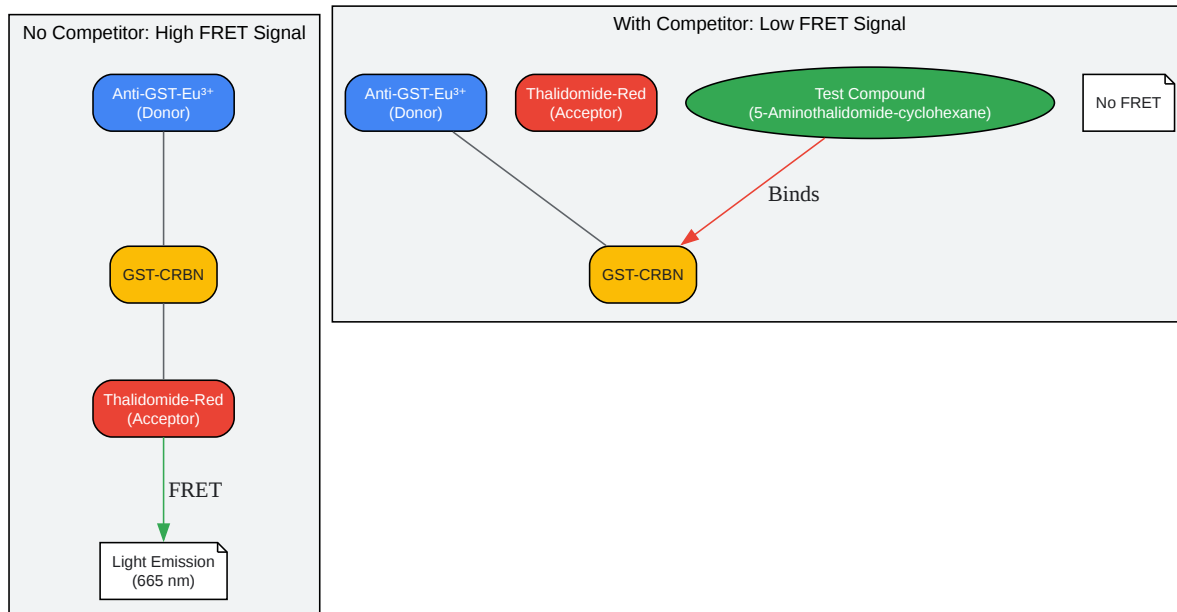 No Competitor: High FRET Signal
Anti-GST-Eu³⁺
(Donor)
GST-CRBN
Thalidomide-Red
(Acceptor)
FRET
Light Emission
(665 nm)
With Competitor: Low FRET Signal
Anti-GST-Eu³⁺
(Donor)
Thalidomide-Red
(Acceptor)
Test Compound
(5-Aminothalidomide-cyclohexane)
No FRET
Binds
GST-CRBN